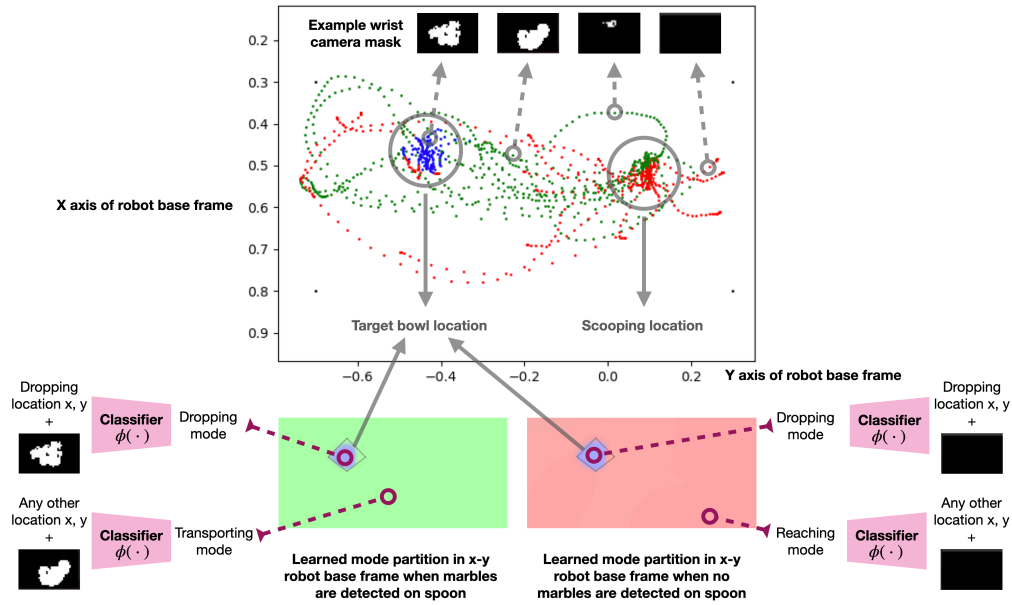 Example wrist
camera mask
0.2
0.3
0.4
0.5
0.6
0.7
0.8
0.9
X axis of robot base frame
Target bowl location
Scooping location
−0.6
−0.4
−0.2
0.0
0.2
Y axis of robot base frame
Dropping
location x, y
+
Classifier
ϕ( · )
Dropping
mode
Any other
location x, y
+
Classifier
ϕ( · )
Transporting
mode
Dropping
mode
Classifier
ϕ( · )
Dropping
location x, y
+
Reaching
mode
Classifier
ϕ( · )
Any other
location x, y
+
Learned mode partition in x-y
robot base frame when marbles
are detected on spoon
Learned mode partition in x-y
robot base frame when no
marbles are detected on spoon